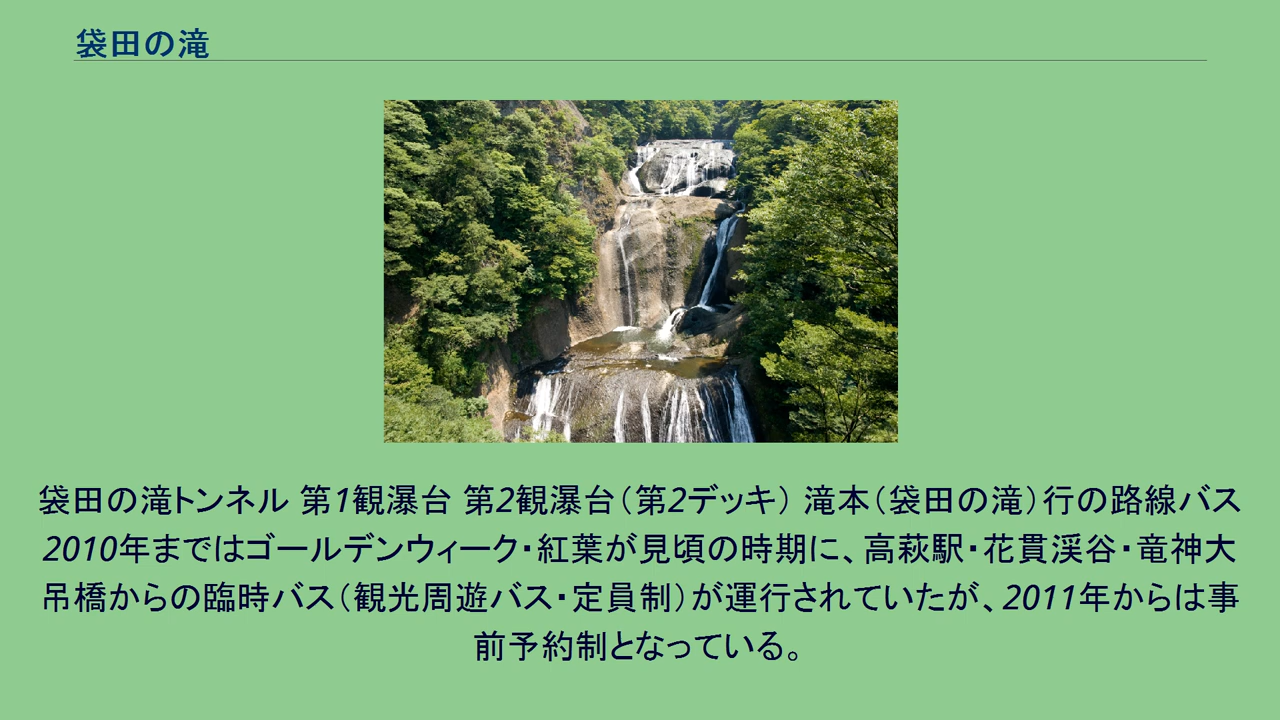 袋田の滝
袋田の滝トンネル 第1観瀑台 第2観瀑台（第2デッキ） 滝本（袋田の滝）行の路線バス
2010年まではゴールデンウィーク・紅葉が見頃の時期に、高萩駅・花貫渓谷・竜神大
吊橋からの臨時バス（観光周遊バス・定員制）が運行されていたが、2011年からは事
前予約制となっている。